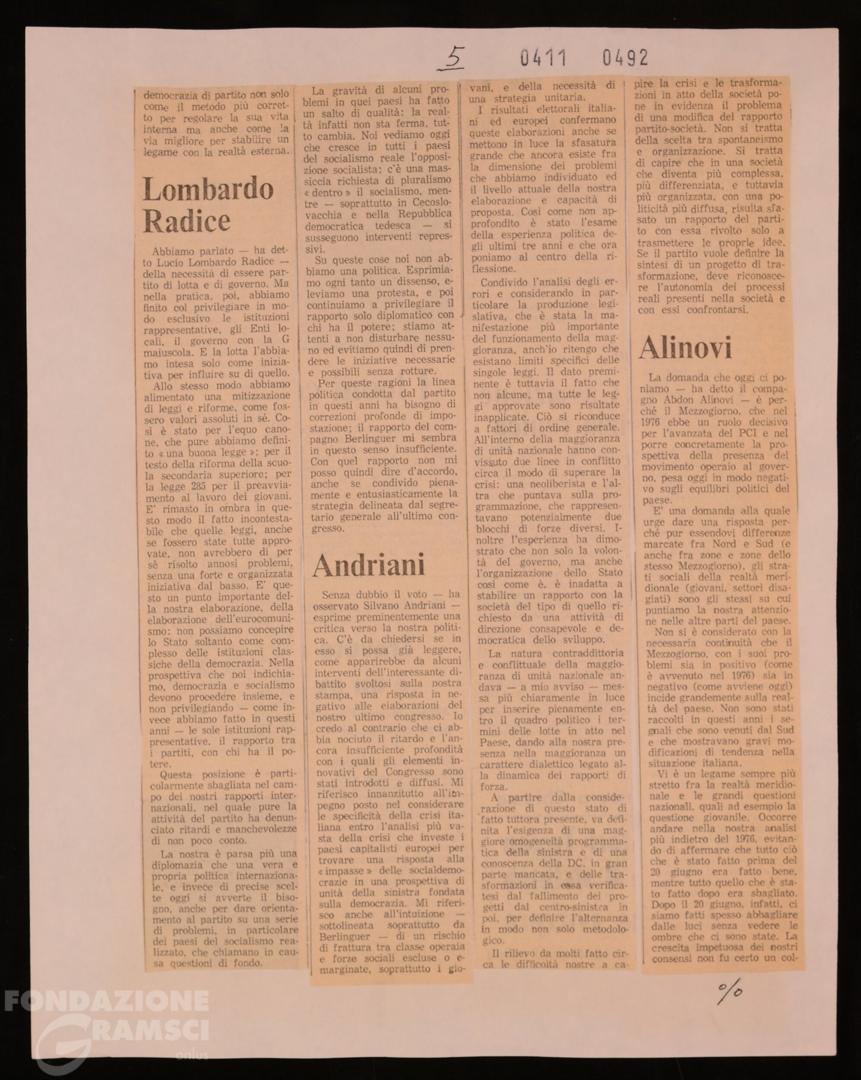 5 0411 0492
democrazia di partito non solo
come il metodo più corret-
to per regolare la sua vita
interna ma anche come la
via migliore per stabilire un
legame con la realtà esterna.
Lombardo
Radice
Abbiamo parlato — ha det-
to Lucio Lombardo Radice —
della necessità di essere par-
tito di lotta e di governo. Ma
nella pratica, poi, abbiamo
finito col privilegiare in mo-
do esclusivo le istituzioni
rappresentative, gli Enti lo-
cali, il governo con la G
maiuscola. E la lotta l'abbia-
mo intesa solo come inizia-
tiva per influire su di quello.
Allo stesso modo abbiamo
alimentato una mitizzazione
di leggi e riforme, come fos-
sero valori assoluti in sé. Co-
sì è stato per l'equo cano-
ne, che pure abbiamo defini-
to « una buona legge »; per il
testo della riforma della scuo-
la secondaria superiore; per
la legge 285 per il preavvia-
mento al lavoro dei giovani.
E' rimasto in ombra in que-
sto modo il fatto incontesta-
bile che quelle leggi, anche
se fossero state tutte appro-
vate, non avrebbero di per
sé risolto annosi problemi,
senza una forte e organizzata
iniziativa dal basso. E' que-
sto un punto importante del-
la nostra elaborazione, della
elaborazione dell'eurocomuni-
smo: non possiamo concepire
lo Stato soltanto come com-
plesso delle istituzioni clas-
siche della democrazia. Nella
prospettiva che noi indichia-
mo, democrazia e socialismo
devono procedere insieme, e
non privilegiando — come in-
vece abbiamo fatto in questi
anni — le sole istituzioni rap-
presentative, il rapporto tra
i partiti, con chi ha il po-
tere.
Questa posizione è parti-
colarmente sbagliata nel cam-
po dei nostri rapporti inter-
nazionali, nel quale pure la
attività del partito ha denun-
ciato ritardi e manchevolezze
di non poco conto.
La nostra è parsa più una
diplomazia che una vera e
propria politica internaziona-
le, e invece di precise scel-
te oggi si avverte il biso-
gno, anche per dare orienta-
mento al partito su una serie
di problemi, in particolare
dei paesi del socialismo rea-
lizzato, che chiamano in cau-
sa questioni di fondo.
La gravità di alcuni pro-
blemi in quei paesi ha fatto
un salto di qualità: la real-
tà infatti non sta ferma, tut-
to cambia. Noi vediamo oggi
che cresce in tutti i paesi
del socialismo reale l'opposi-
zione socialista; c'è una mas-
siccia richiesta di pluralismo
« dentro » il socialismo, men-
tre — soprattutto in Cecoslo-
vacchia e nella Repubblica
democratica tedesca — si
susseguono interventi repres-
sivi.
Su queste cose noi non ab-
biamo una politica. Esprimia-
mo ogni tanto un dissenso, e-
leviamo una protesta, e poi
continuiamo a privilegiare il
rapporto solo diplomatico con
chi ha il potere; stiamo at-
tenti a non disturbare nessu-
no ed evitiamo quindi di pren-
dere le iniziative necessarie
e possibili senza rotture.
Per queste ragioni la linea
politica condotta dal partito
in questi anni ha bisogno di
correzioni profonde di impo-
stazione; il rapporto del com-
pagno Berlinguer mi sembra
in questo senso insufficiente.
Con quel rapporto non mi
posso quindi dire d'accordo,
anche se condivido piena-
mente e entusiasticamente la
strategia delineata dal segre-
tario generale all'ultimo con-
gresso.
Andriani
Senza dubbio il voto — ha
osservato Silvano Andriani —
esprime preminentemente una
critica verso la nostra politi-
ca. C'è da chiedersi se in
esso si possa già leggere,
come apparirebbe da alcuni
interventi dell'interessante di-
battito svoltosi sulla nostra
stampa, una risposta in ne-
gativo alle elaborazioni del
nostro ultimo congresso. Io
credo al contrario che ci ab-
bia nociuto il ritardo e l'an-
cora insufficiente profondità
con i quali gli elementi in-
novativi del Congresso sono
stati introdotti e diffusi. Mi
riferisco innanzitutto all'im-
pegno posto nel considerare
le specificità della crisi ita-
liana entro l'analisi più va-
sta della crisi che investe i
paesi capitalisti europei per
trovare una risposta alla
« impasse » delle socialdemo-
crazie in una prospettiva di
unità della sinistra fondata
sulla democrazia. Mi riferi-
sco anche all'intuizione —
sottolineata soprattutto da
Berlinguer — di un rischio
di frattura tra classe operaia
e forze sociali escluse o e-
marginate, soprattutto i gio-
vani, e della necessità di
una strategia unitaria.
I risultati elettorali italia-
ni ed europei confermano
queste elaborazioni anche se
mettono in luce la sfasatura
grande che ancora esiste fra
la dimensione dei problemi
che abbiamo individuato ed
il livello attuale della nostra
elaborazione e capacità di
proposta. Così come non ap-
profondito è stato l'esame
della esperienza politica de-
gli ultimi tre anni e che ora
poniamo al centro della ri-
flessione.
Condivido l'analisi degli er-
rori e considerando in par-
ticolare la produzione legi-
slativa, che è stata la ma-
nifestazione più importante
del funzionamento della mag-
gioranza, anch'io ritengo che
esistano limiti specifici delle
singole leggi. Il dato premi-
nente è tuttavia il fatto che
non alcune, ma tutte le leg-
gi approvate sono risultate
inapplicate. Ciò si riconduce
a fattori di ordine generale.
All'interno della maggioranza
di unità nazionale hanno con-
vissuto due linee in conflitto
circa il modo di superare la
crisi: una neoliberista e l'al-
tra che puntava sulla pro-
grammazione, che rappresen-
tavano potenzialmente due
blocchi di forze diversi. I-
noltre l'esperienza ha dimo-
strato che non solo la volon-
tà del governo, ma anche
l'organizzazione dello Stato
così come è, è inadatta a
stabilire un rapporto con la
società del tipo di quello ri-
chiesto da una attività di
direzione consapevole e de-
mocratica dello sviluppo.
La natura contraddittoria
e conflittuale della maggio-
ranza di unità nazionale an-
dava — a mio avviso — mes-
sa più chiaramente in luce
per inserire pienamente en-
tro il quadro politico i ter-
mini delle lotte in atto nel
Paese, dando alla nostra pre-
senza nella maggioranza un
carattere dialettico legato al-
la dinamica dei rapporti di
forza.
A partire dalla conside-
razione di questo stato di
fatto tuttora presente, va defi-
nita l'esigenza di una mag-
giore omogeneità programma-
tica della sinistra e di una
conoscenza della DC, in gran
parte mancata, e delle tra-
sformazioni in essa verifica-
tesi dal fallimento dei pro-
getti dal centro-sinistra in
poi, per definire l'alternanza
in modo non solo metodolo-
gico.
Il rilievo da molti fatto cir-
ca le difficoltà nostre a ca-
pire la crisi e le trasforma-
zioni in atto della società po-
ne in evidenza il problema
di una modifica del rapporto
partito-società. Non si tratta
della scelta tra spontaneismo
e organizzazione. Si tratta
di capire che in una società
che diventa più complessa,
più differenziata, e tuttavia
più organizzata, con una po-
liticità più diffusa, risulta sfa-
sato un rapporto del parti-
to con essa rivolto solo a
trasmettere le proprie idee.
Se il partito vuole definire la
sintesi di un progetto di tra-
sformazione, deve riconosce-
re l'autonomia dei processi
reali presenti nella società e
con essi confrontarsi.
Alinovi
La domanda che oggi ci po-
niamo — ha detto il compa-
gno Abdon Alinovi — è per-
ché il Mezzogiorno, che nel
1976 ebbe un ruolo decisivo
per l'avanzata del PCI e nel
porre concretamente la pro-
spettiva della presenza del
movimento operaio al gover-
no, pesa oggi in modo negati-
vo sugli equilibri politici del
paese.
E' una domanda alla quale
urge dare una risposta per-
ché pur essendovi differenze
marcate fra Nord e Sud (e
anche fra zone e zone dello
stesso Mezzogiorno), gli stra-
ti sociali della realtà meri-
dionale (giovani, settori disa-
giati) sono gli stessi su cui
puntiamo la nostra attenzio-
ne nelle altre parti del paese.
Non si è considerato con la
necessaria continuità che il
Mezzogiorno, con i suoi pro-
blemi sia in positivo (come
è avvenuto nel 1976) sia in
negativo (come avviene oggi)
incide grandemente sulla real-
tà del paese. Non sono stati
raccolti in questi anni i se-
gnali che sono venuti dal Sud
e che mostravano gravi mo-
dificazioni di tendenza nella
situazione italiana.
Vi è un legame sempre più
stretto fra la realtà meridio-
nale e le grandi questioni
nazionali, quali ad esempio la
questione giovanile. Occorre
andare nella nostra analisi
più indietro del 1976, evitan-
do di affermare che tutto ciò
che è stato fatto prima del
20 giugno era fatto bene,
mentre tutto quello che è sta-
to fatto dopo era sbagliato.
Dopo il 20 giugno, infatti, ci
siamo fatti spesso abbagliare
dalle luci senza vedere le
ombre che ci sono state. La
crescita impetuosa dei nostri
consensi non fu certo un col-
%
FONDAZIONE
GRAMSCI
onlus